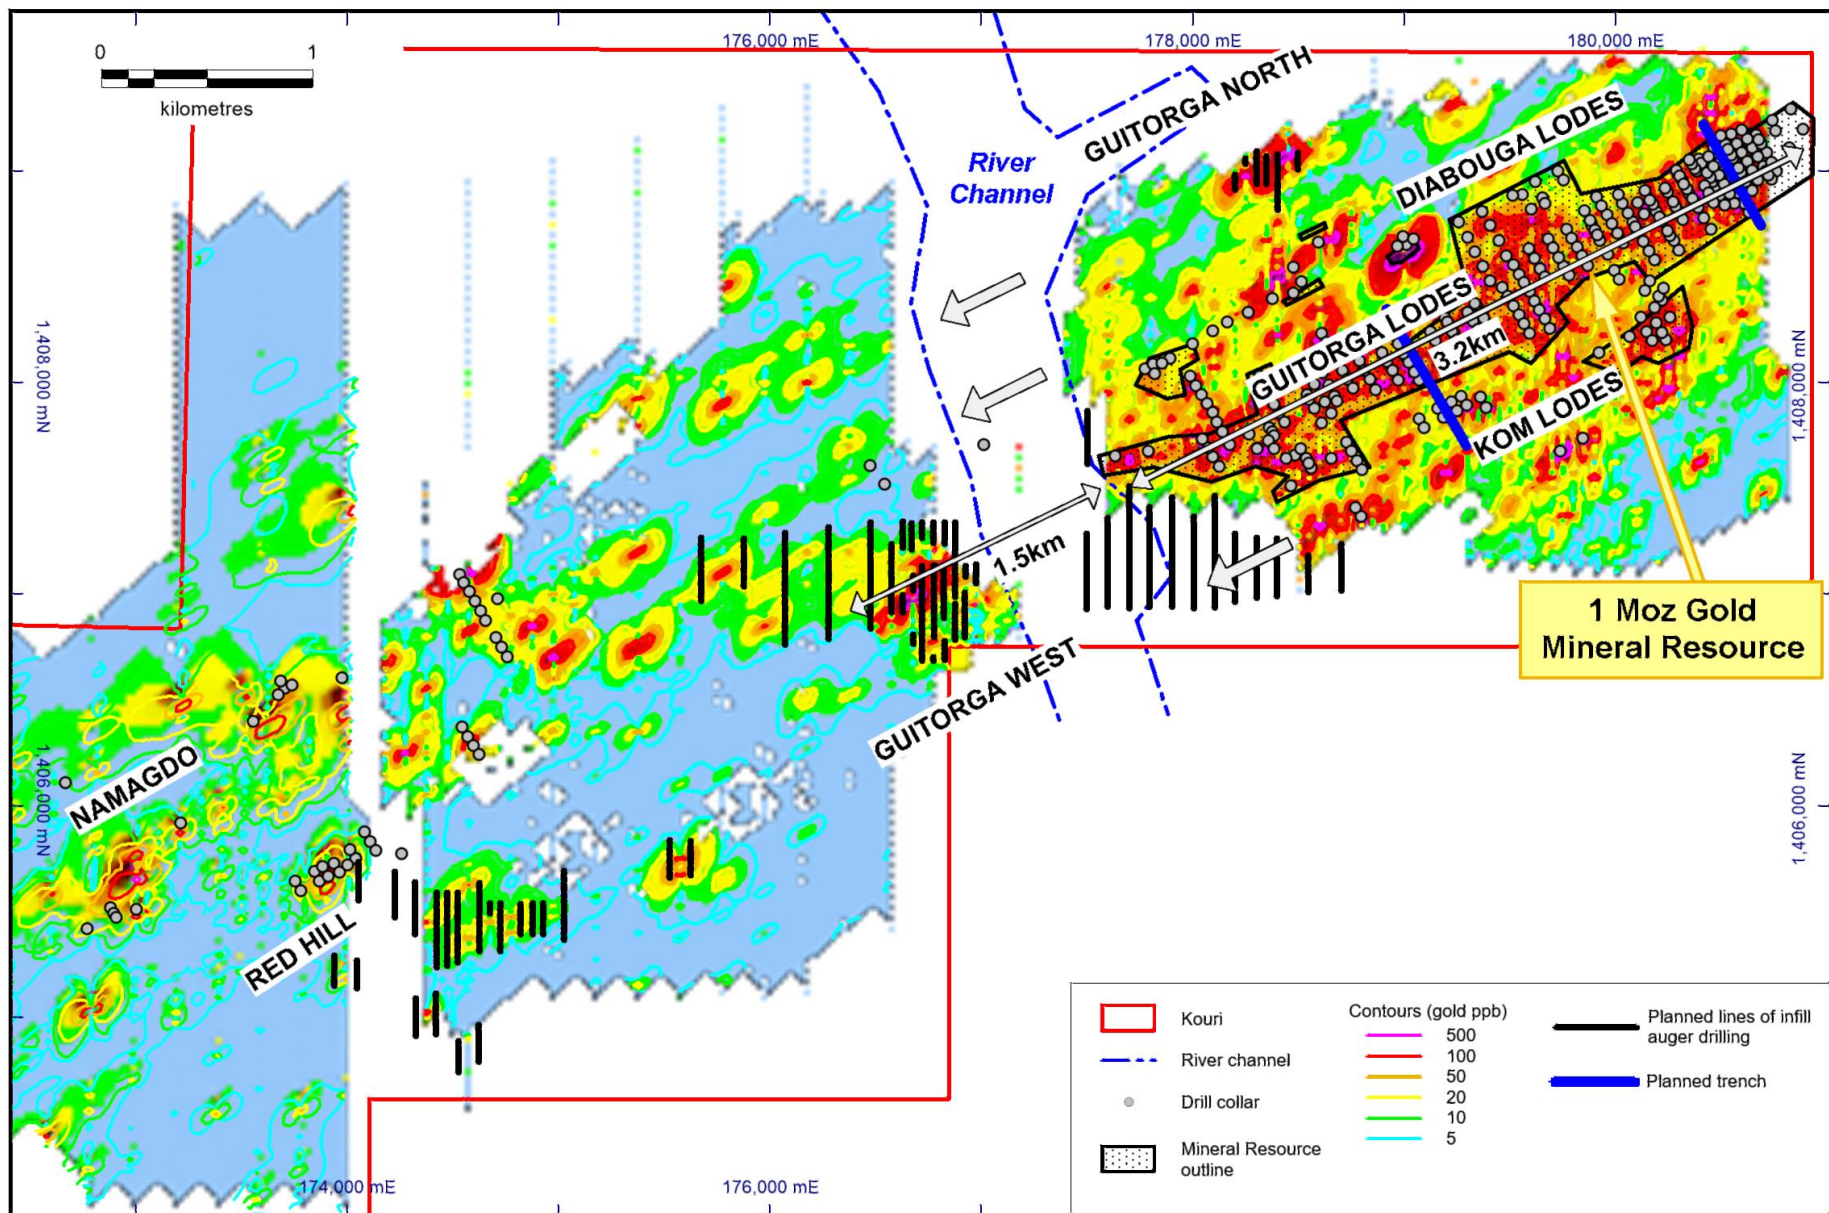 0 1
kilometres
176,000 mE
178,000 mE
180,000 mE
River
Channel
GUITORGA NORTH
DIABOUGA LODES
GUITORGA LODES
3.2km
KOM LODES
1,408,000 mN
1,408,000 mN
1.5km
1 Moz Gold
Mineral Resource
GUITORGA WEST
NAMAGDO
RED HILL
1,406,000 mN
1,406,000 mN
174,000 mE
176,000 mE
Kouri
River channel
Drill collar
Mineral Resource
outline
Contours (gold ppb)
500
100
50
20
10
5
Planned lines of infill
auger drilling
Planned trench